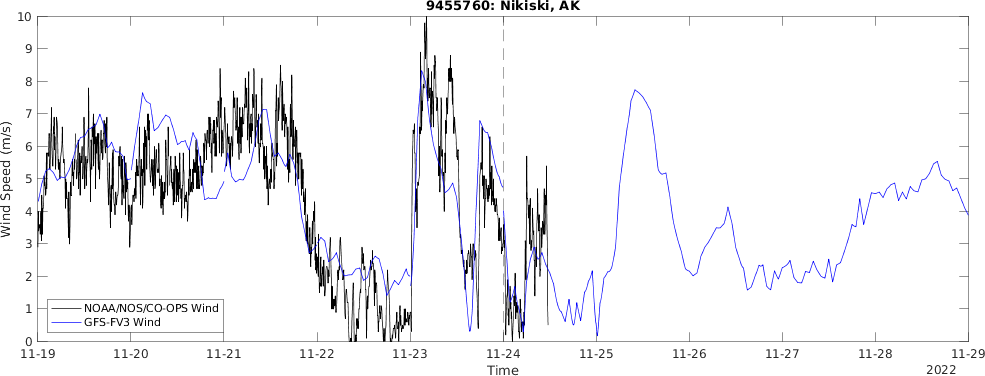 9455760: Nikiski, AK
Wind Speed (m/s)
10
9
8
7
6
5
4
3
2
1
0
NOAA/NOS/CO-OPS Wind
GFS-FV3 Wind
11-19 11-20 11-21 11-22 11-23 11-24 11-25 11-26 11-27 11-28 11-29
Time
2022